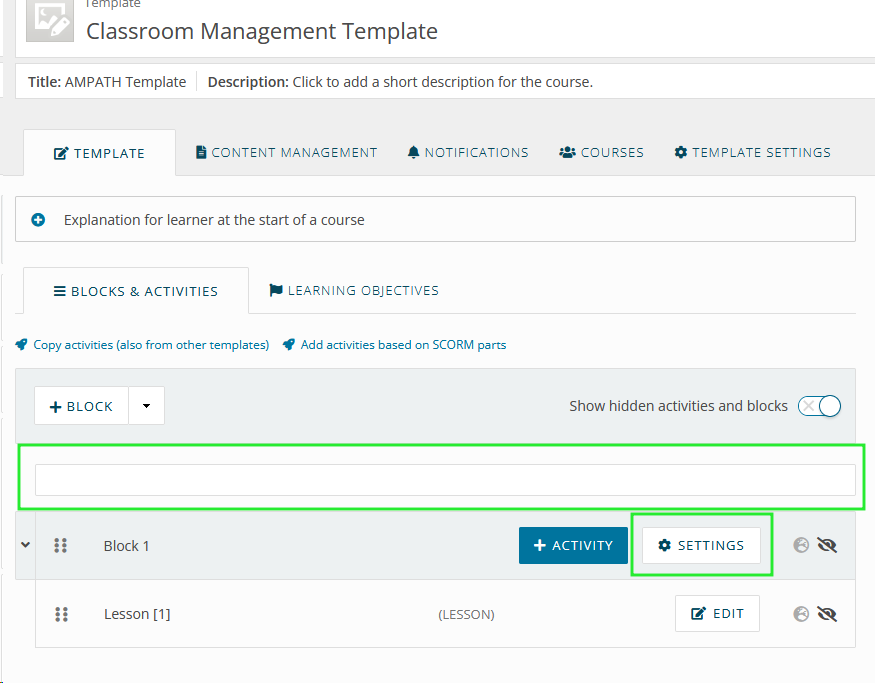 Template
Classroom Management Template
Title: AMPATH Template Description: Click to add a short description for the course.
TEMPLATE CONTENT MANAGEMENT NOTIFICATIONS COURSES TEMPLATE SETTINGS
Explanation for learner at the start of a course
BLOCKS & ACTIVITIES LEARNING OBJECTIVES
Copy activities (also from other templates) Add activities based on SCORM parts
BLOCK Show hidden activities and blocks
Block 1 ACTIVITY SETTINGS
Lesson [1] (LESSON) EDIT